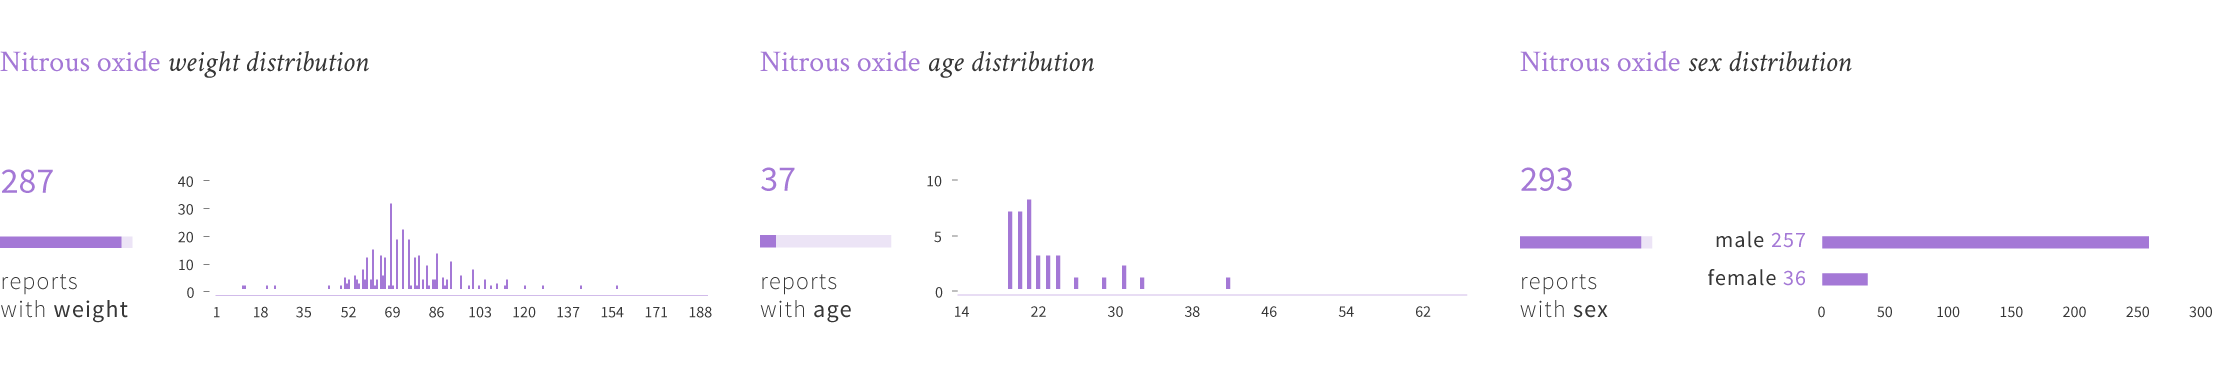 Nitrous oxide weight distribution
287
reports
with weight
40
30
20
10
0
1 18 35 52 69 86 103 120 137 154 171 188
Nitrous oxide age distribution
37
reports
with age
10
5
0
14 22 30 38 46 54 62
Nitrous oxide sex distribution
293
reports
with sex
male 257
female 36
0 50 100 150 200 250 300